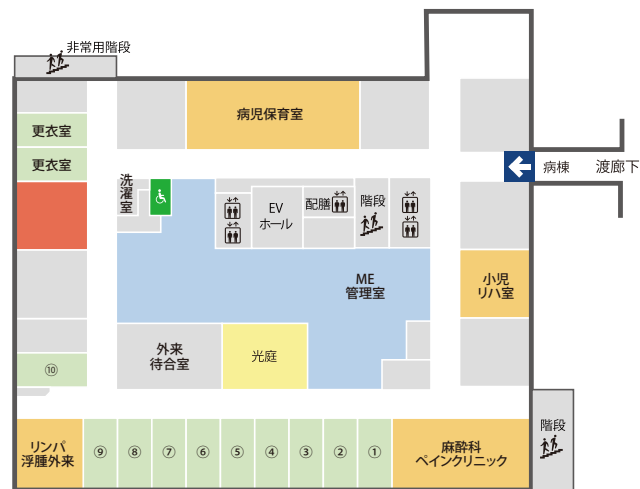 非常用階段
更衣室
病児保育室
更衣室
病棟
渡廊下
洗
濯
室
EV
ホール
配膳
階段
ME
管理室
小児
リハ室
外来
待合室
光庭
⑩
階段
リンパ
浮腫外来
⑨
⑧
⑦
⑥
⑤
④
③
②
①
麻酔科
ペインクリニック